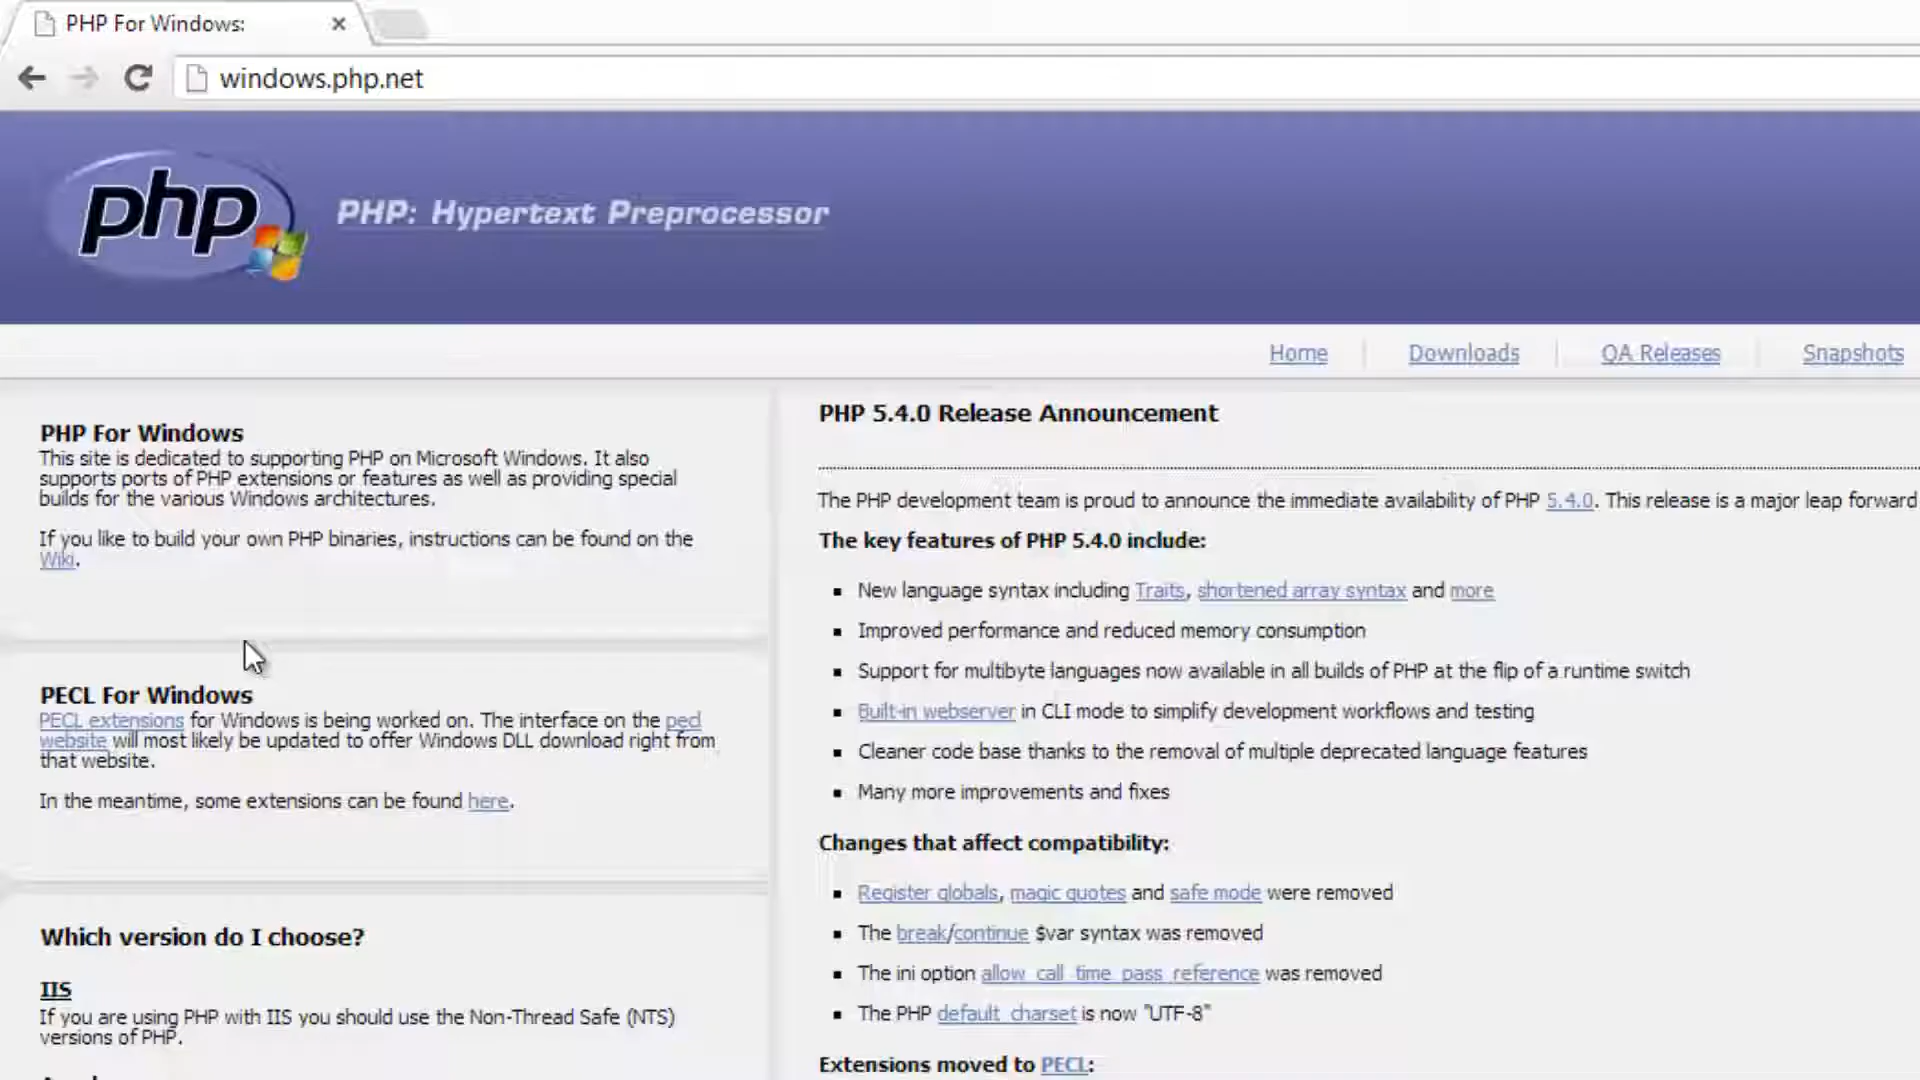 PHP For Windows:
windows.php.net
php
PHP: Hypertext Preprocessor
Home
Downloads
QA Releases
Snapshots
PHP For Windows
This site is dedicated to supporting PHP on Microsoft Windows. It also
supports ports of PHP extensions or features as well as providing special
builds for the various Windows architectures.
If you like to build your own PHP binaries, instructions can be found on the
Wiki.
PECL For Windows
PECL extensions for Windows is being worked on. The interface on the pecl
website will most likely be updated to offer Windows DLL download right from
that website.
In the meantime, some extensions can be found here.
Which version do I choose?
IIS
If you are using PHP with IIS you should use the Non-Thread Safe (NTS)
versions of PHP.
PHP 5.4.0 Release Announcement
The PHP development team is proud to announce the immediate availability of PHP 5.4.0. This release is a major leap forward
The key features of PHP 5.4.0 include:
New language syntax including Traits, shortened array syntax and more
Improved performance and reduced memory consumption
Support for multibyte languages now available in all builds of PHP at the flip of a runtime switch
Built-in webserver in CLI mode to simplify development workflows and testing
Cleaner code base thanks to the removal of multiple deprecated language features
Many more improvements and fixes
Changes that affect compatibility:
Register globals, magic quotes and safe mode were removed
The break/continue $var syntax was removed
The ini option allow_call_time_pass_reference was removed
The PHP default_charset is now "UTF-8"
Extensions moved to PECL: